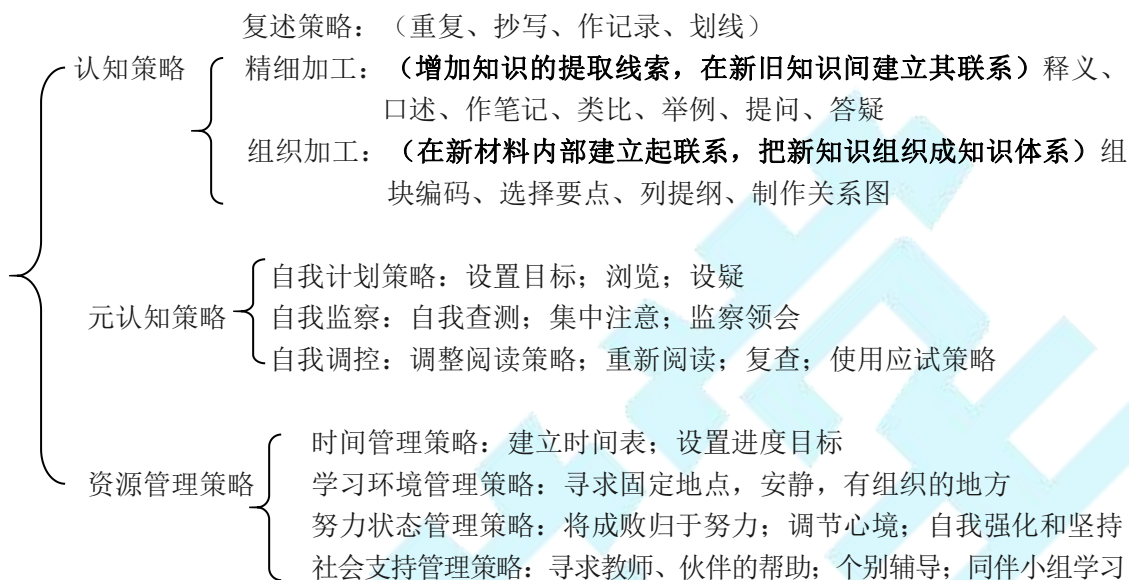 复述策略：（重复、抄写、作记录、划线）
认知策略 精细加工：（增加知识的提取线索，在新旧知识间建立其联系）释义、
口述、作笔记、类比、举例、提问、答疑
组织加工：（在新材料内部建立起联系，把新知识组织成知识体系）组
块编码、选择要点、列提纲、制作关系图
自我计划策略：设置目标；浏览；设疑
元认知策略 自我监察：自我查测；集中注意；监察领会
自我调控：调整阅读策略；重新阅读；复查；使用应试策略
时间管理策略：建立时间表；设置进度目标
资源管理策略 学习环境管理策略：寻求固定地点，安静，有组织的地方
努力状态管理策略：将成败归于努力；调节心境；自我强化和坚持
社会支持管理策略：寻求教师、伙伴的帮助；个别辅导；同伴小组学习